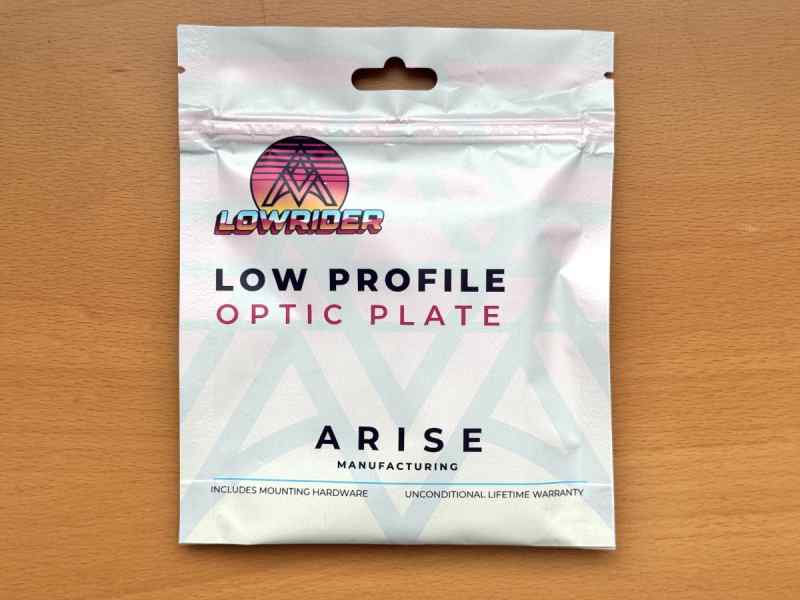 LOWRIDER
LOW PROFILE
OPTIC PLATE
ARISE
MANUFACTURING
INCLUDES MOUNTING HARDWARE UNCONDITIONAL LIFETIME WARRANTY